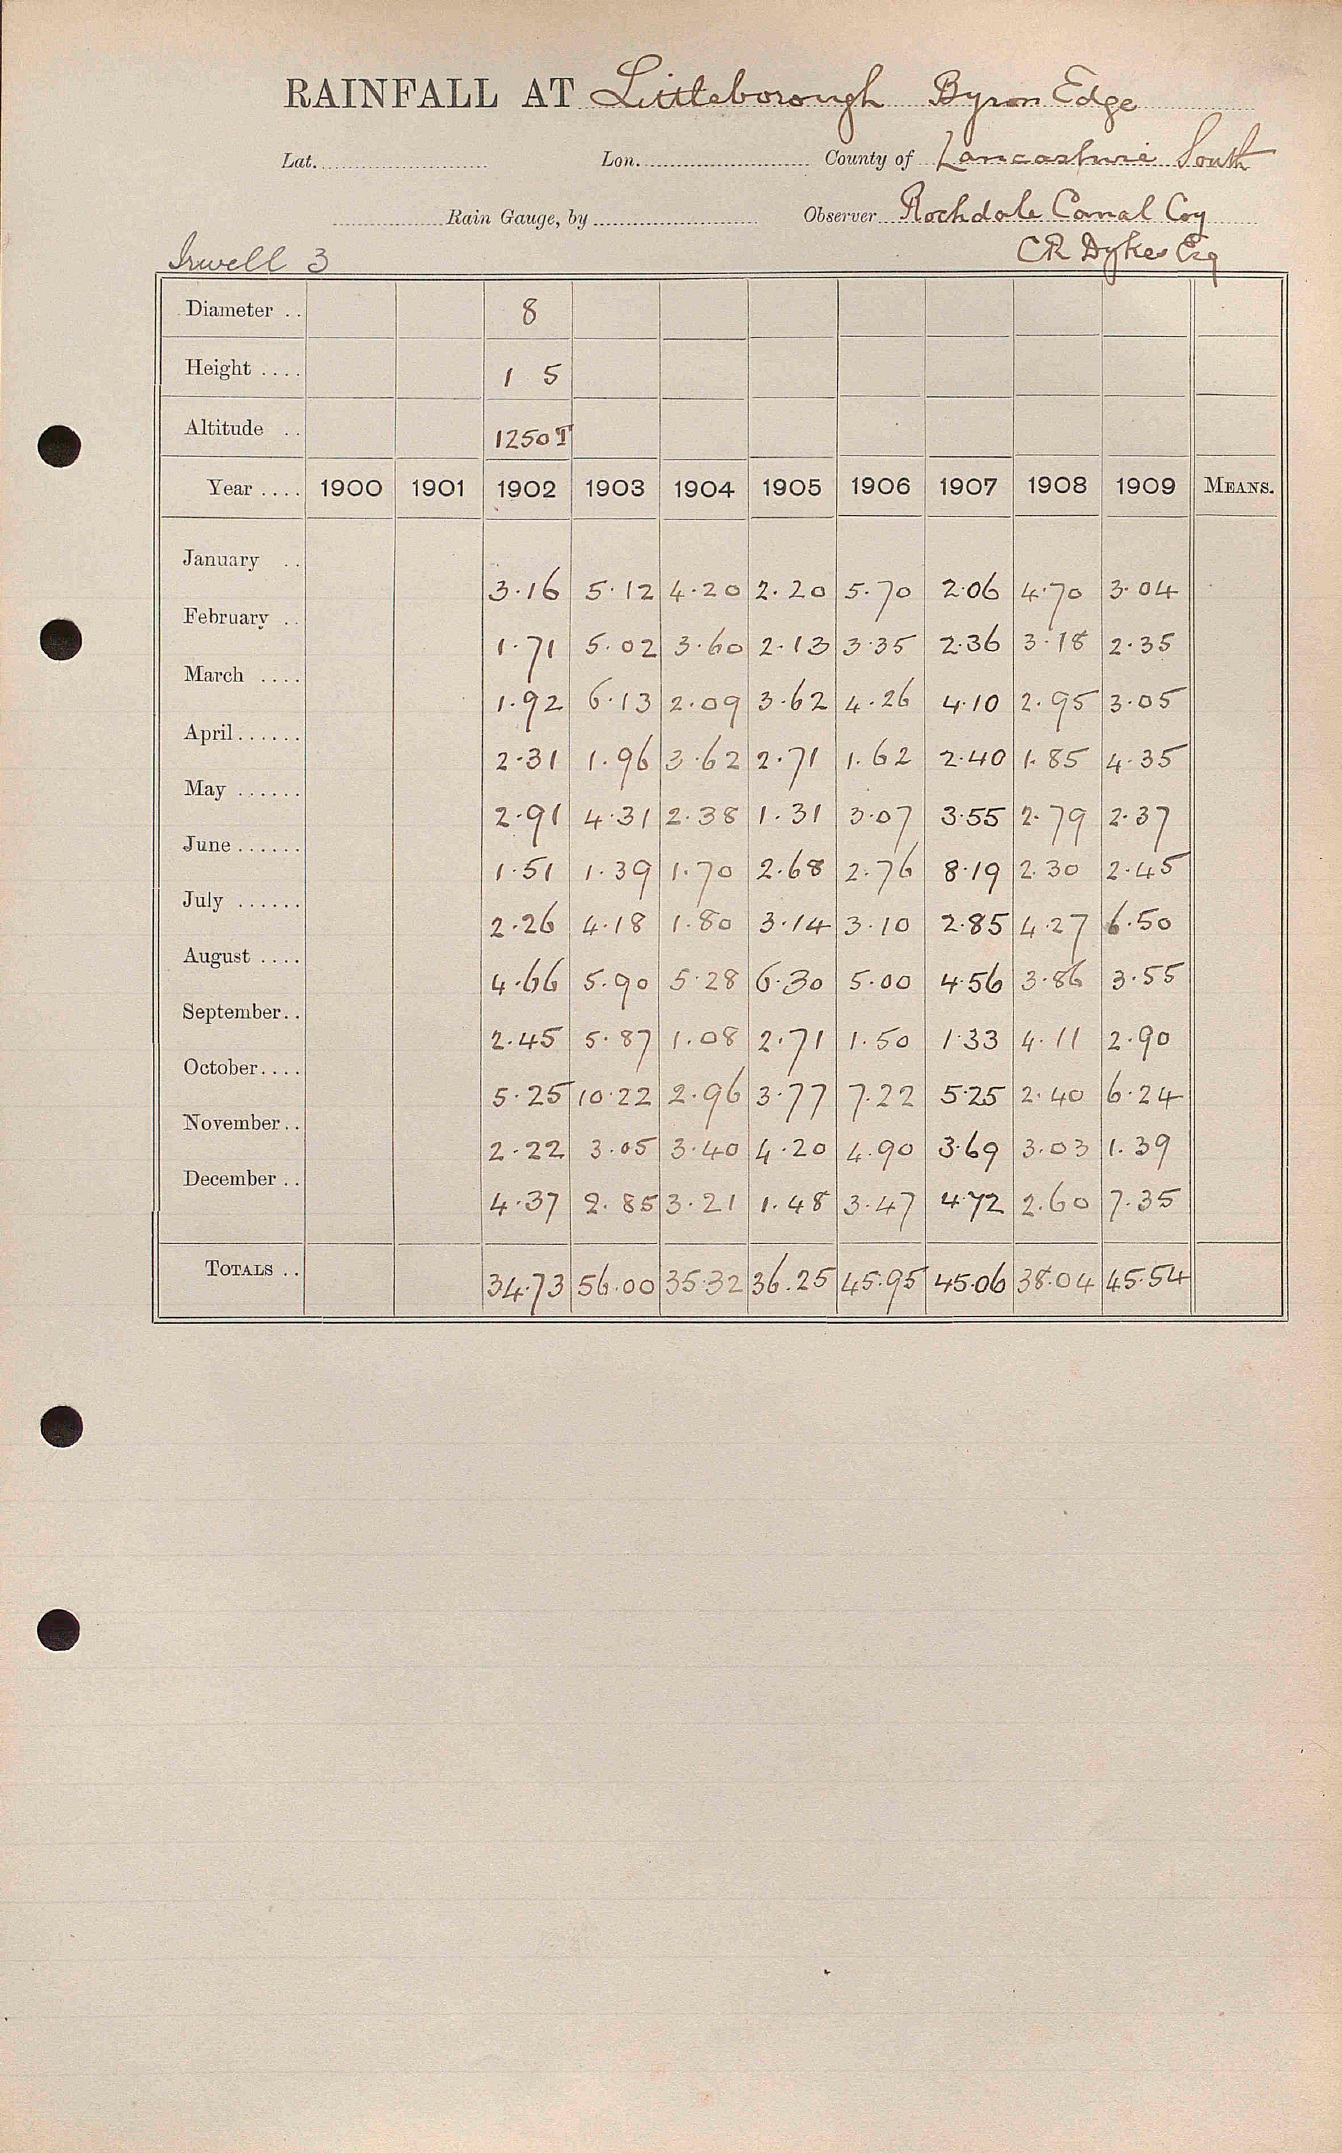 RAINFALL AT Littleborough Byron Edge
Lat. Lon. County of Lancashire South
Rain Gauge, by Observer Rochdale Canal Coy
Irwell 3 CR Dykes Esq
Diameter .. 8
Height .... 1 5
Altitude .. 1250T
Year .... 1900 1901 1902 1903 1904 1905 1906 1907 1908 1909 MEANS.
January .. 3.16 5.12 4.20 2.20 5.70 2.06 4.70 3.04
February .. 1.71 5.02 3.60 2.13 3.35 2.36 3.18 2.35
March .... 1.92 6.13 2.09 3.62 4.26 4.10 2.95 3.05
April...... 2.31 1.96 3.62 2.71 1.62 2.40 1.85 4.35
May ...... 2.91 4.31 2.38 1.31 3.07 3.55 2.79 2.37
June...... 1.51 1.39 1.70 2.68 2.76 8.19 2.30 2.45
July ...... 2.26 4.18 1.80 3.14 3.10 2.85 4.27 6.50
August .... 4.66 5.90 5.28 6.30 5.00 4.56 3.86 3.55
September.. 2.45 5.87 1.08 2.71 1.50 1.33 4.11 2.90
October.... 5.25 10.22 2.96 3.77 7.22 5.25 2.40 6.24
November.. 2.22 3.05 3.40 4.20 4.90 3.69 3.03 1.39
December .. 4.37 2.85 3.21 1.48 3.47 4.72 2.60 7.35
TOTALS .. 34.73 56.00 35.32 36.25 45.95 45.06 38.04 45.54